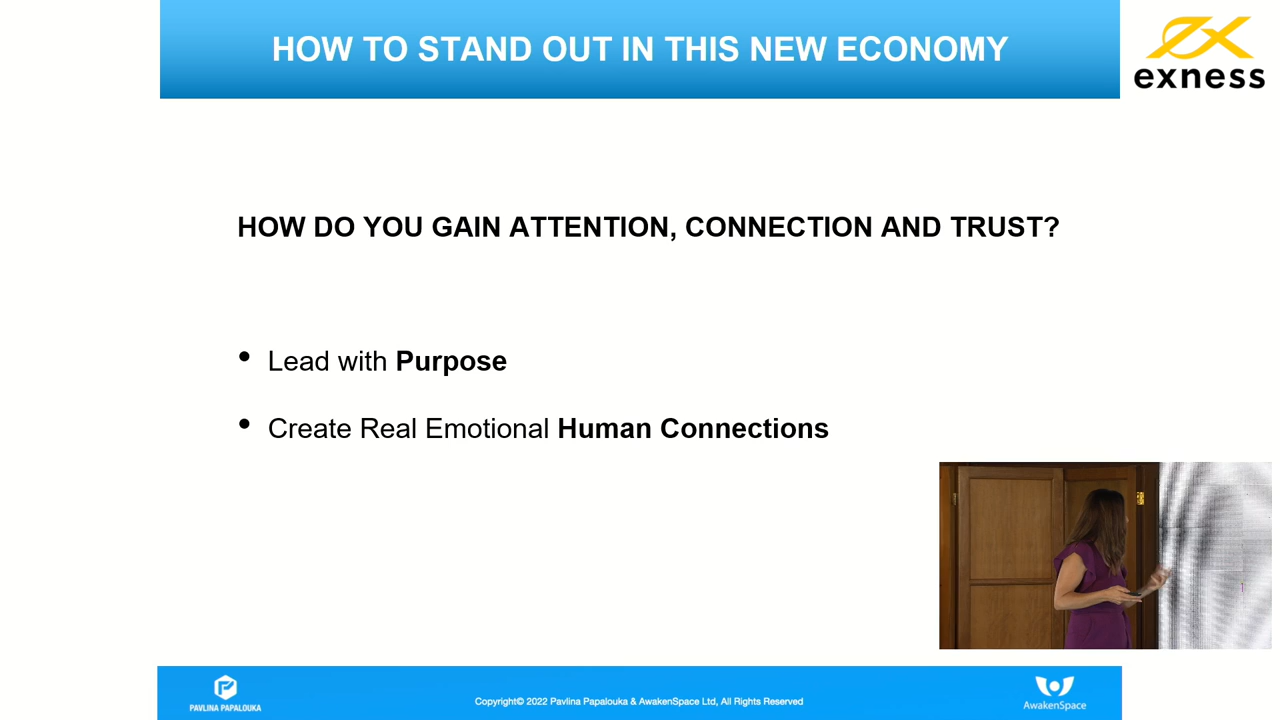 HOW TO STAND OUT IN THIS NEW ECONOMY
exness
HOW DO YOU GAIN ATTENTION, CONNECTION AND TRUST?
• Lead with Purpose
• Create Real Emotional Human Connections
PAVLINA PAPALOUKA
Copyright© 2022 Pavlina Papalouka & AwakenSpace Ltd, All Rights Reserved
AwakenSpace